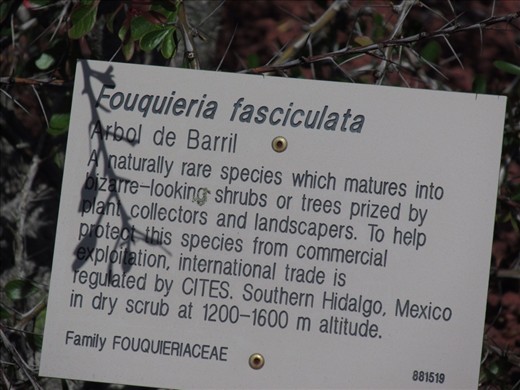 Fouquieria fasciculata
Arbol de Barril
A naturally rare species which matures into
bizarre-looking shrubs or trees prized by
plant collectors and landscapers. To help
protect this species from commercial
exploitation, international trade is
regulated by CITES. Southern Hidalgo, Mexico
in dry scrub at 1200-1600 m altitude.
Family FOUQUIERIACEAE
881519